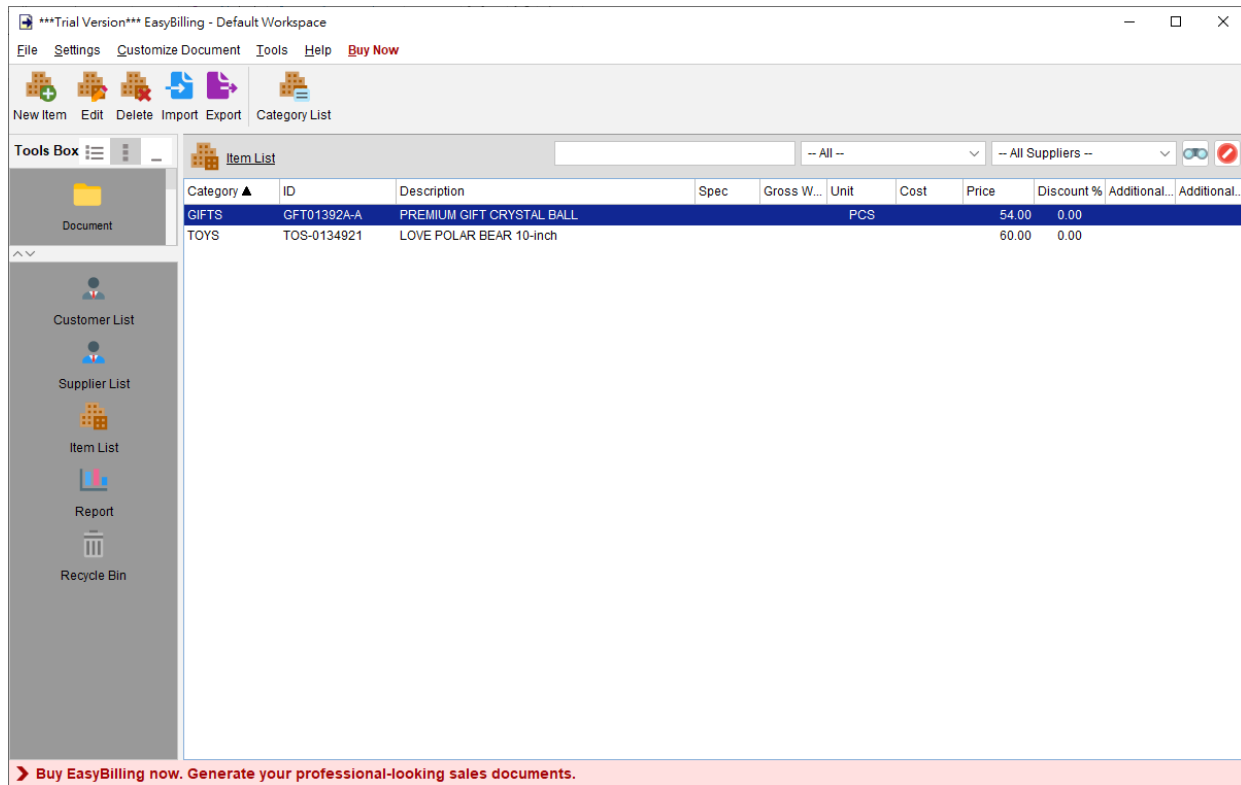 ***Trial Version*** EasyBilling - Default Workspace
File Settings Customize Document Tools Help Buy Now
New Item Edit Delete Import Export Category List
Tools Box
Item List -- All -- -- All Suppliers --
Document
Category ID Description Spec Gross W... Unit Cost Price Discount % Additional... Additional...
GIFTS GFT01392A-A PREMIUM GIFT CRYSTAL BALL PCS 54.00 0.00
TOYS TOS-0134921 LOVE POLAR BEAR 10-inch 60.00 0.00
Customer List
Supplier List
Item List
Report
Recycle Bin
Buy EasyBilling now. Generate your professional-looking sales documents.